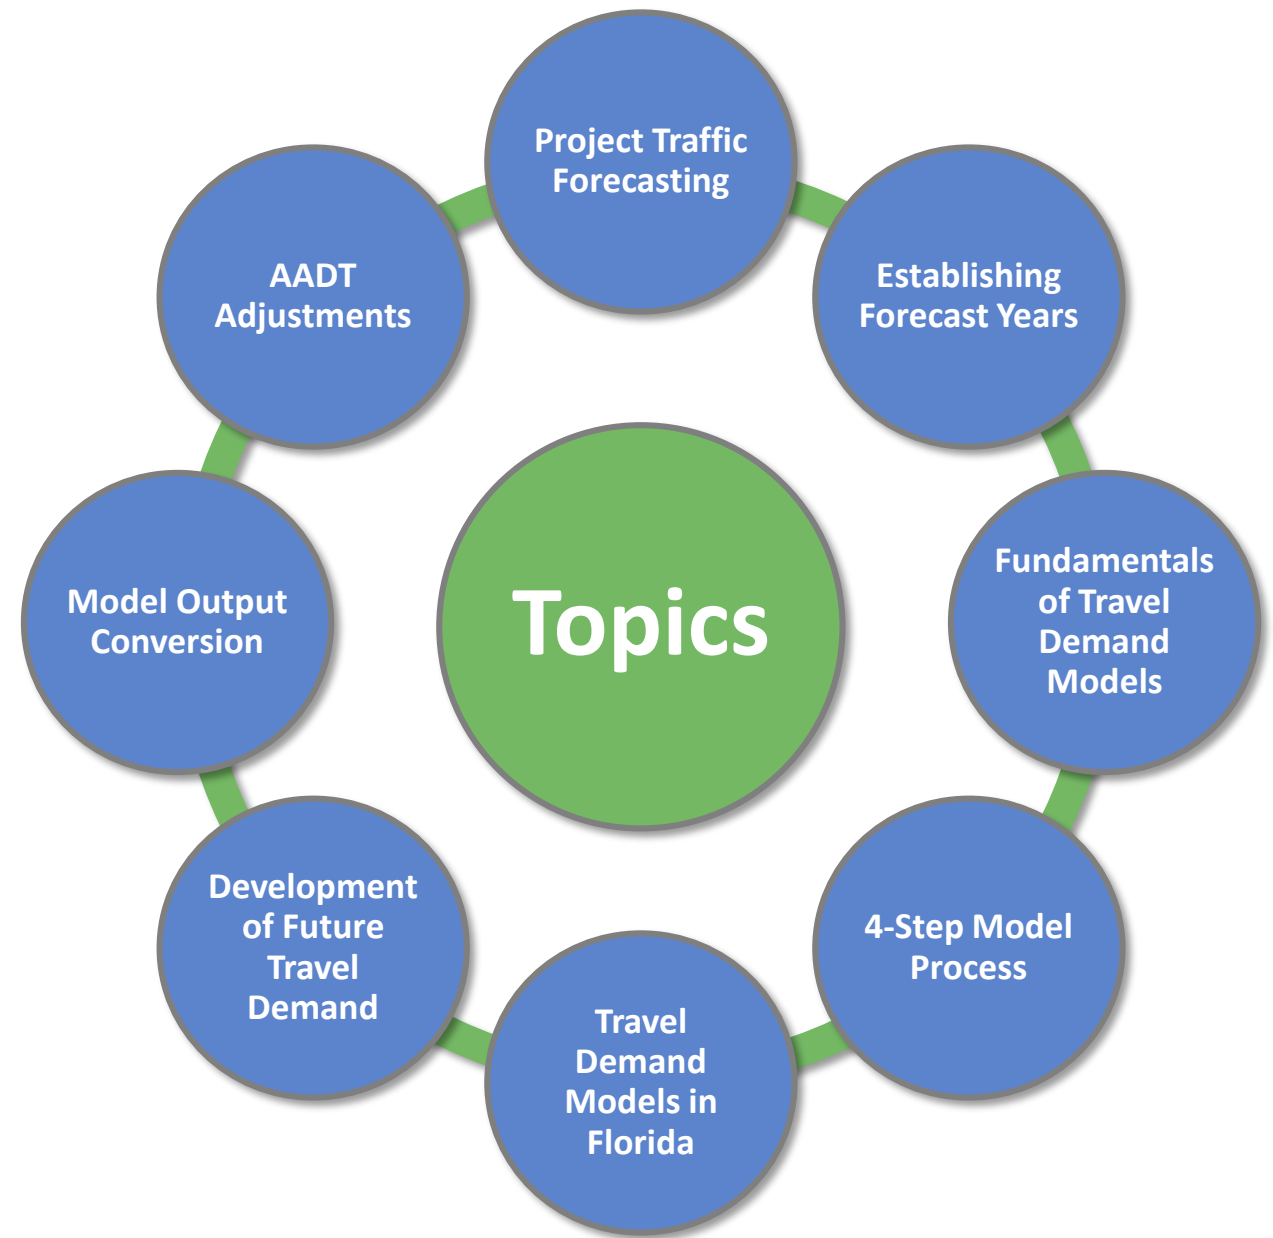 Project Traffic
Forecasting
Establishing
Forecast Years
Fundamentals
of Travel
Demand
Models
4-Step Model
Process
Travel
Demand
Models in
Florida
Development
of Future
Travel
Demand
Model Output
Conversion
AADT
Adjustments
Topics